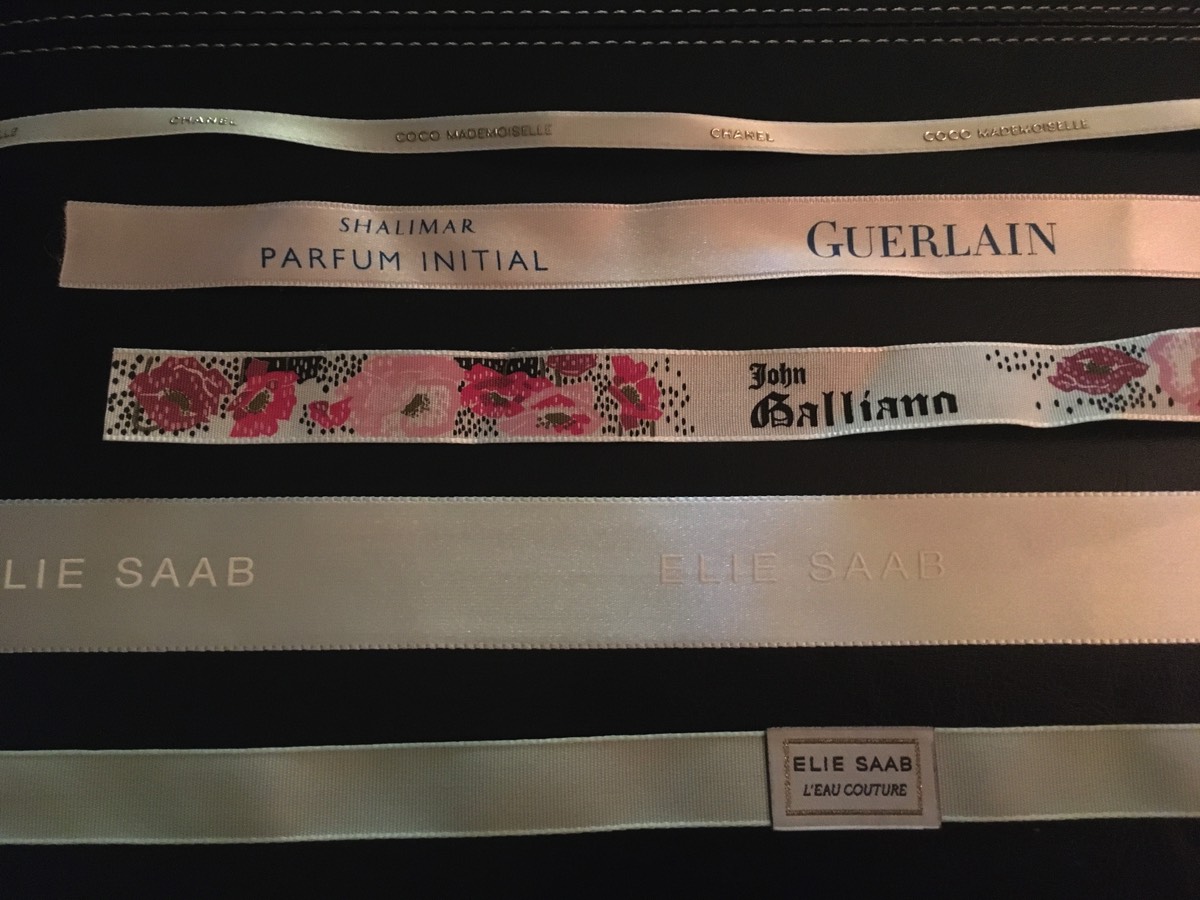 LLE CHANEL COCO MADEMOISELLE CHANEL COCO MADEMOISELLE
SHALIMAR
PARFUM INITIAL
GUERLAIN
John
Galliano
LIE SAAB ELIE SAAB
ELIE SAAB
L'EAU COUTURE